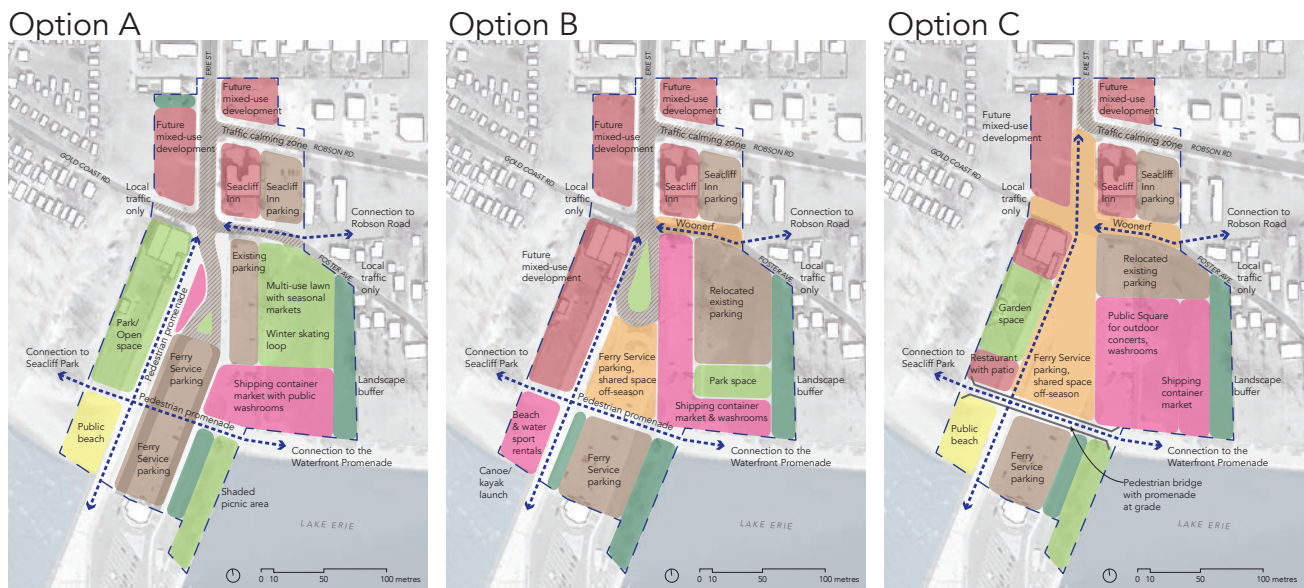 Option A
ERIE ST
Future
mixed-use
development
Future
mixed-use
development
Traffic calming zone
ROBSON RD.
GOLD COAST RD.
Seacliff
Inn
Seacliff
Inn
parking
Local
traffic
only
Connection to
Robson Road
FOSTER AVE.
Local
traffic
only
Existing
parking
Pedestrian promenade
Multi-use lawn
with seasonal
markets
Winter skating
loop
Park/
Open
space
Ferry
Service
parking
Connection to
Seacliff Park
Shipping container
market with public
washrooms
Landscape
buffer
Pedestrian promenade
Public
beach
Ferry
Service
parking
Connection to the
Waterfront Promenade
Shaded
picnic area
LAKE ERIE
0 10 50 100 metres
Option B
ERIE ST
Future
mixed-use
development
Future
mixed-use
development
Traffic calming zone
ROBSON RD.
GOLD COAST RD.
Seacliff
Inn
Seacliff
Inn
parking
Local
traffic
only
Connection to
Robson Road
Woonerf
FOSTER AVE.
Local
traffic
only
Future
mixed-use
development
Relocated
existing
parking
Ferry Service
parking,
shared space
off-season
Connection to
Seacliff Park
Park space
Landscape
buffer
Pedestrian promenade
Shipping container
market & washrooms
Beach
& water
sport
rentals
Connection to the
Waterfront Promenade
Ferry
Service
parking
Canoe/
kayak
launch
LAKE ERIE
0 10 50 100 metres
Option C
ERIE ST
Future
mixed-use
development
Future
mixed-use
development
Traffic calming zone
ROBSON RD.
GOLD COAST RD.
Seacliff
Inn
Seacliff
Inn
parking
Local
traffic
only
Connection to
Robson Road
Woonerf
FOSTER AVE.
Local
traffic
only
Relocated
existing
parking
Garden
space
Public Square
for outdoor
concerts,
washrooms
Connection to
Seacliff Park
Restaurant
with patio
Ferry Service
parking,
shared space
off-season
Shipping
container
market
Landscape
buffer
Public
beach
Ferry
Service
parking
Connection to the
Waterfront Promenade
Pedestrian bridge
with promenade
at grade
LAKE ERIE
0 10 50 100 metres